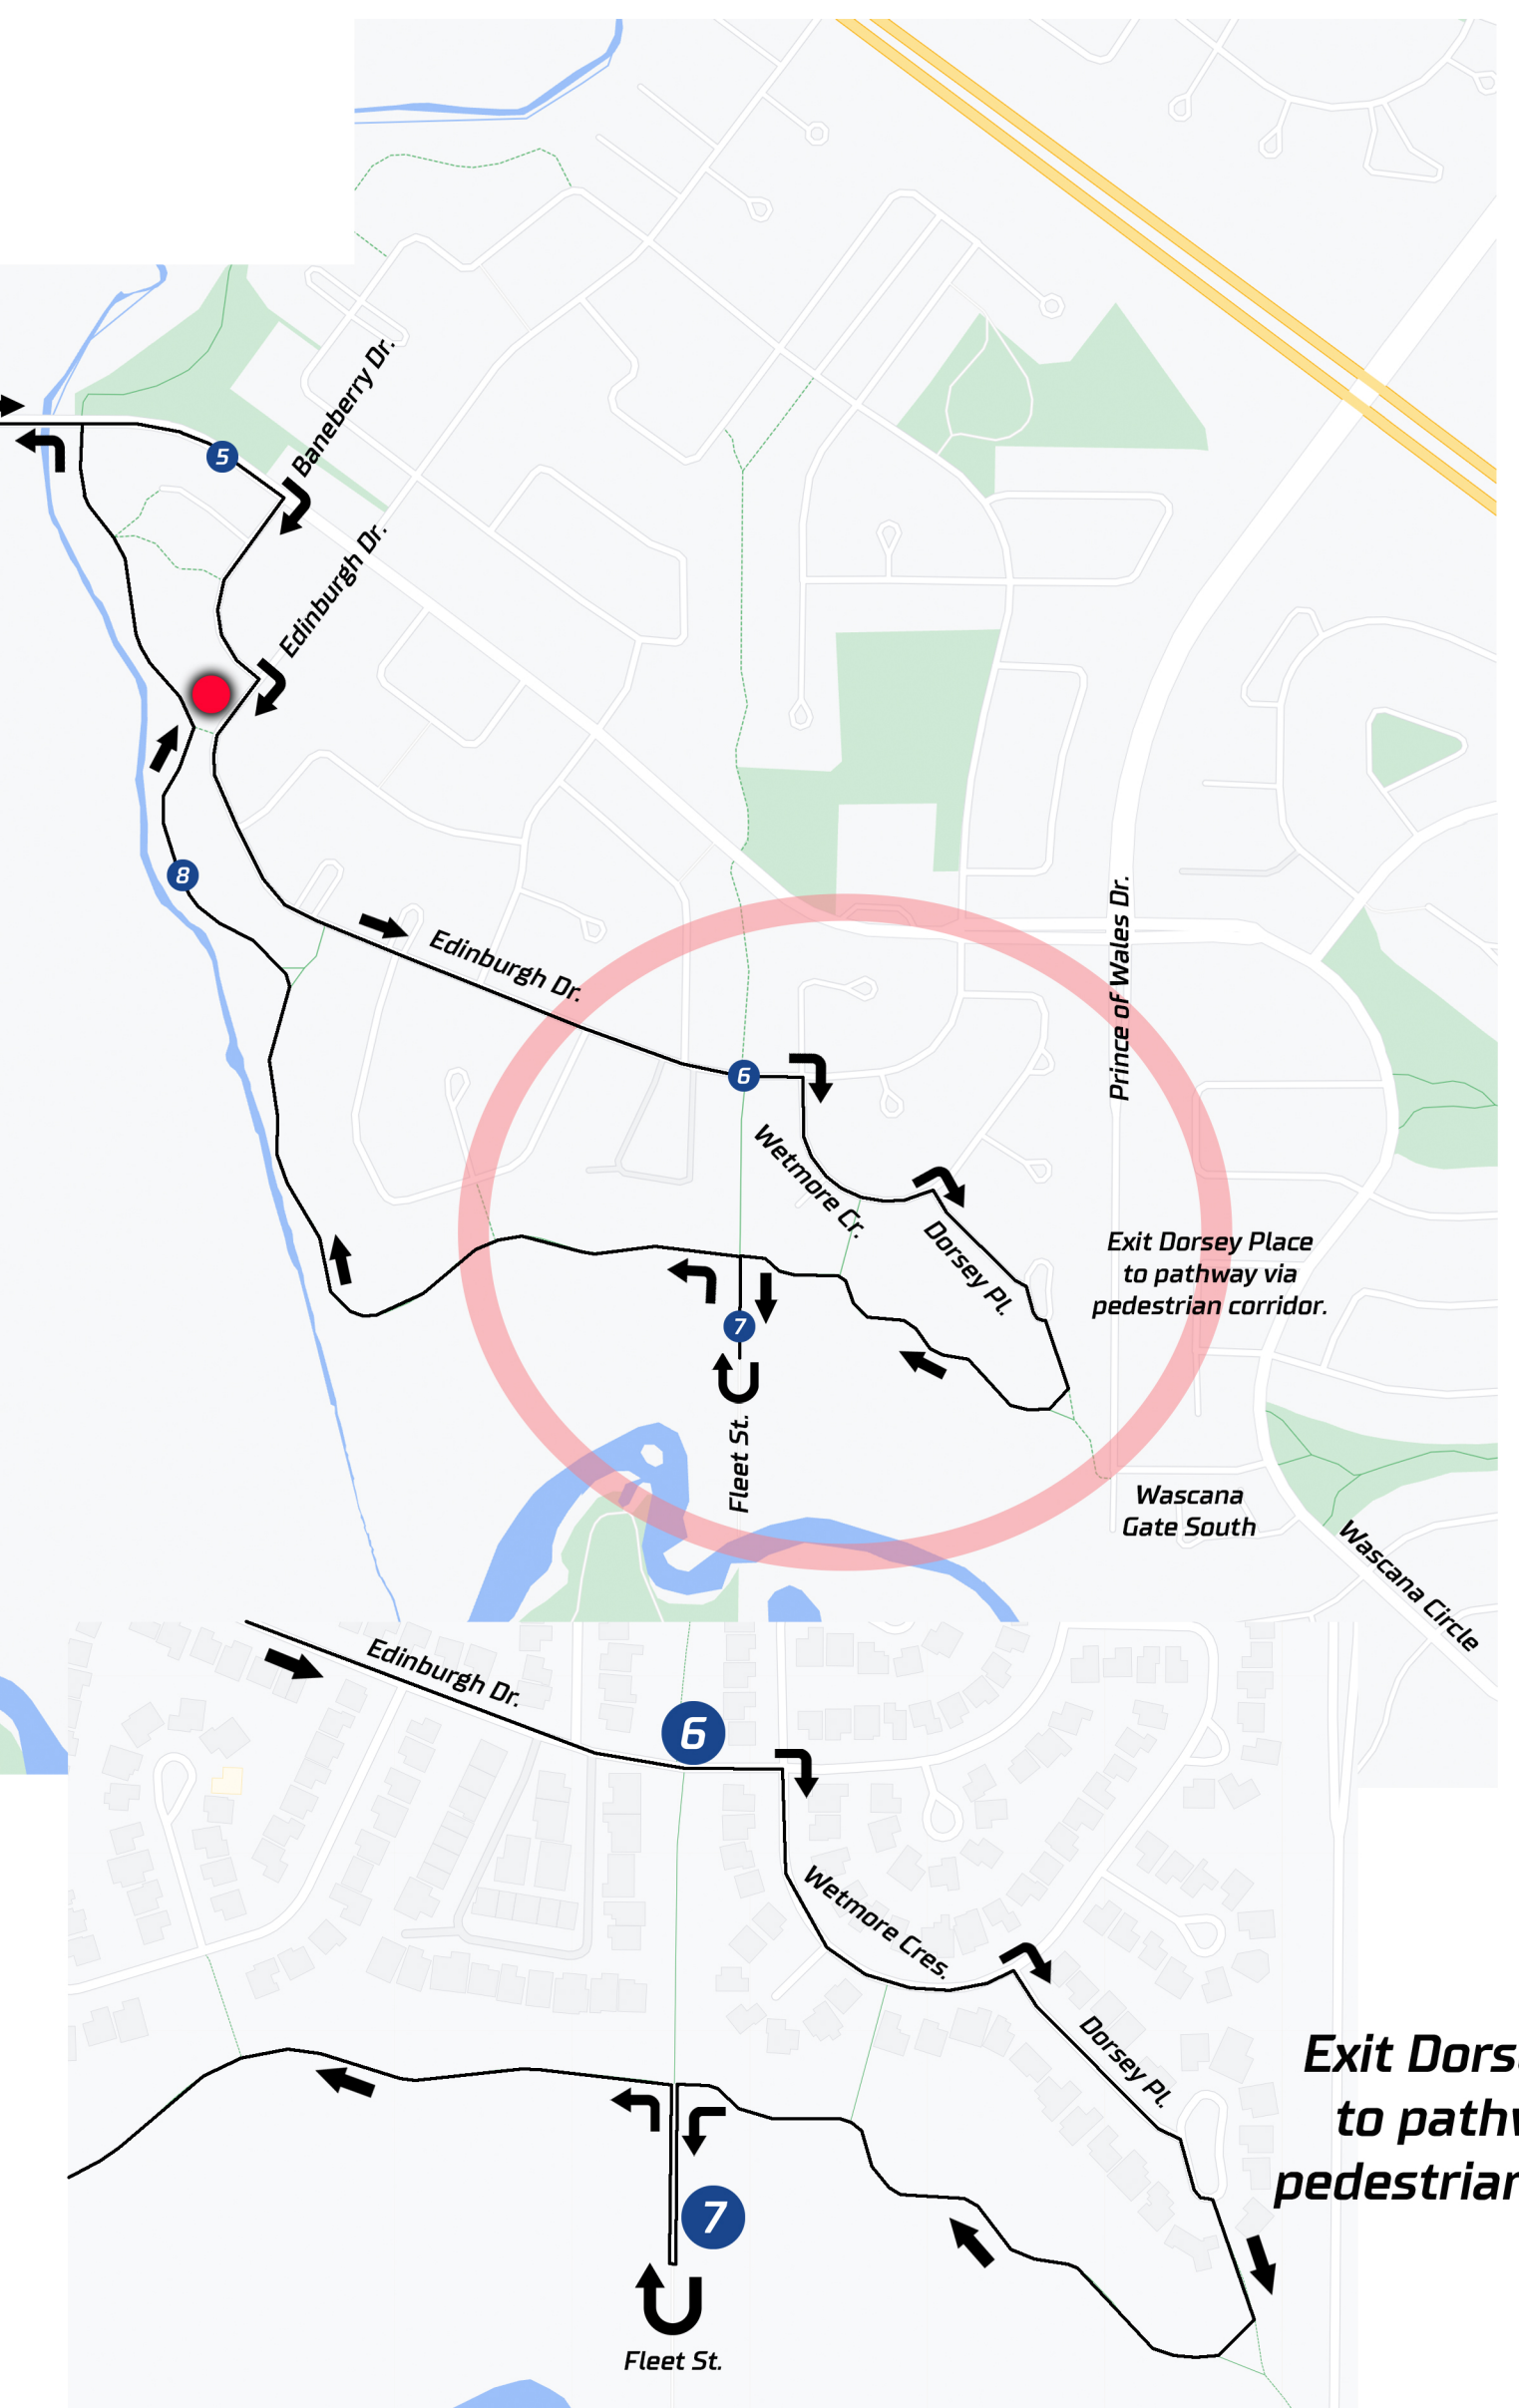 Baneberry Dr.
5
Edinburgh Dr.
8
Edinburgh Dr.
Prince of Wales Dr.
6
Wetmore Cr.
Dorsey Pl.
Exit Dorsey Place
to pathway via
pedestrian corridor.
7
Fleet St.
Wascana
Gate South
Wascana Circle
Edinburgh Dr.
6
Wetmore Cres.
Dorsey Pl.
Exit Dors
to path
pedestrian
7
Fleet St.